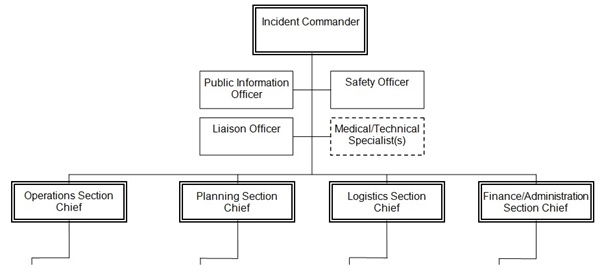 Incident Commander
Public Information
Officer
Safety Officer
Liaison Officer
Medical/Technical
Specialist(s)
Operations Section
Chief
Planning Section
Chief
Logistics Section
Chief
Finance/Administration
Section Chief